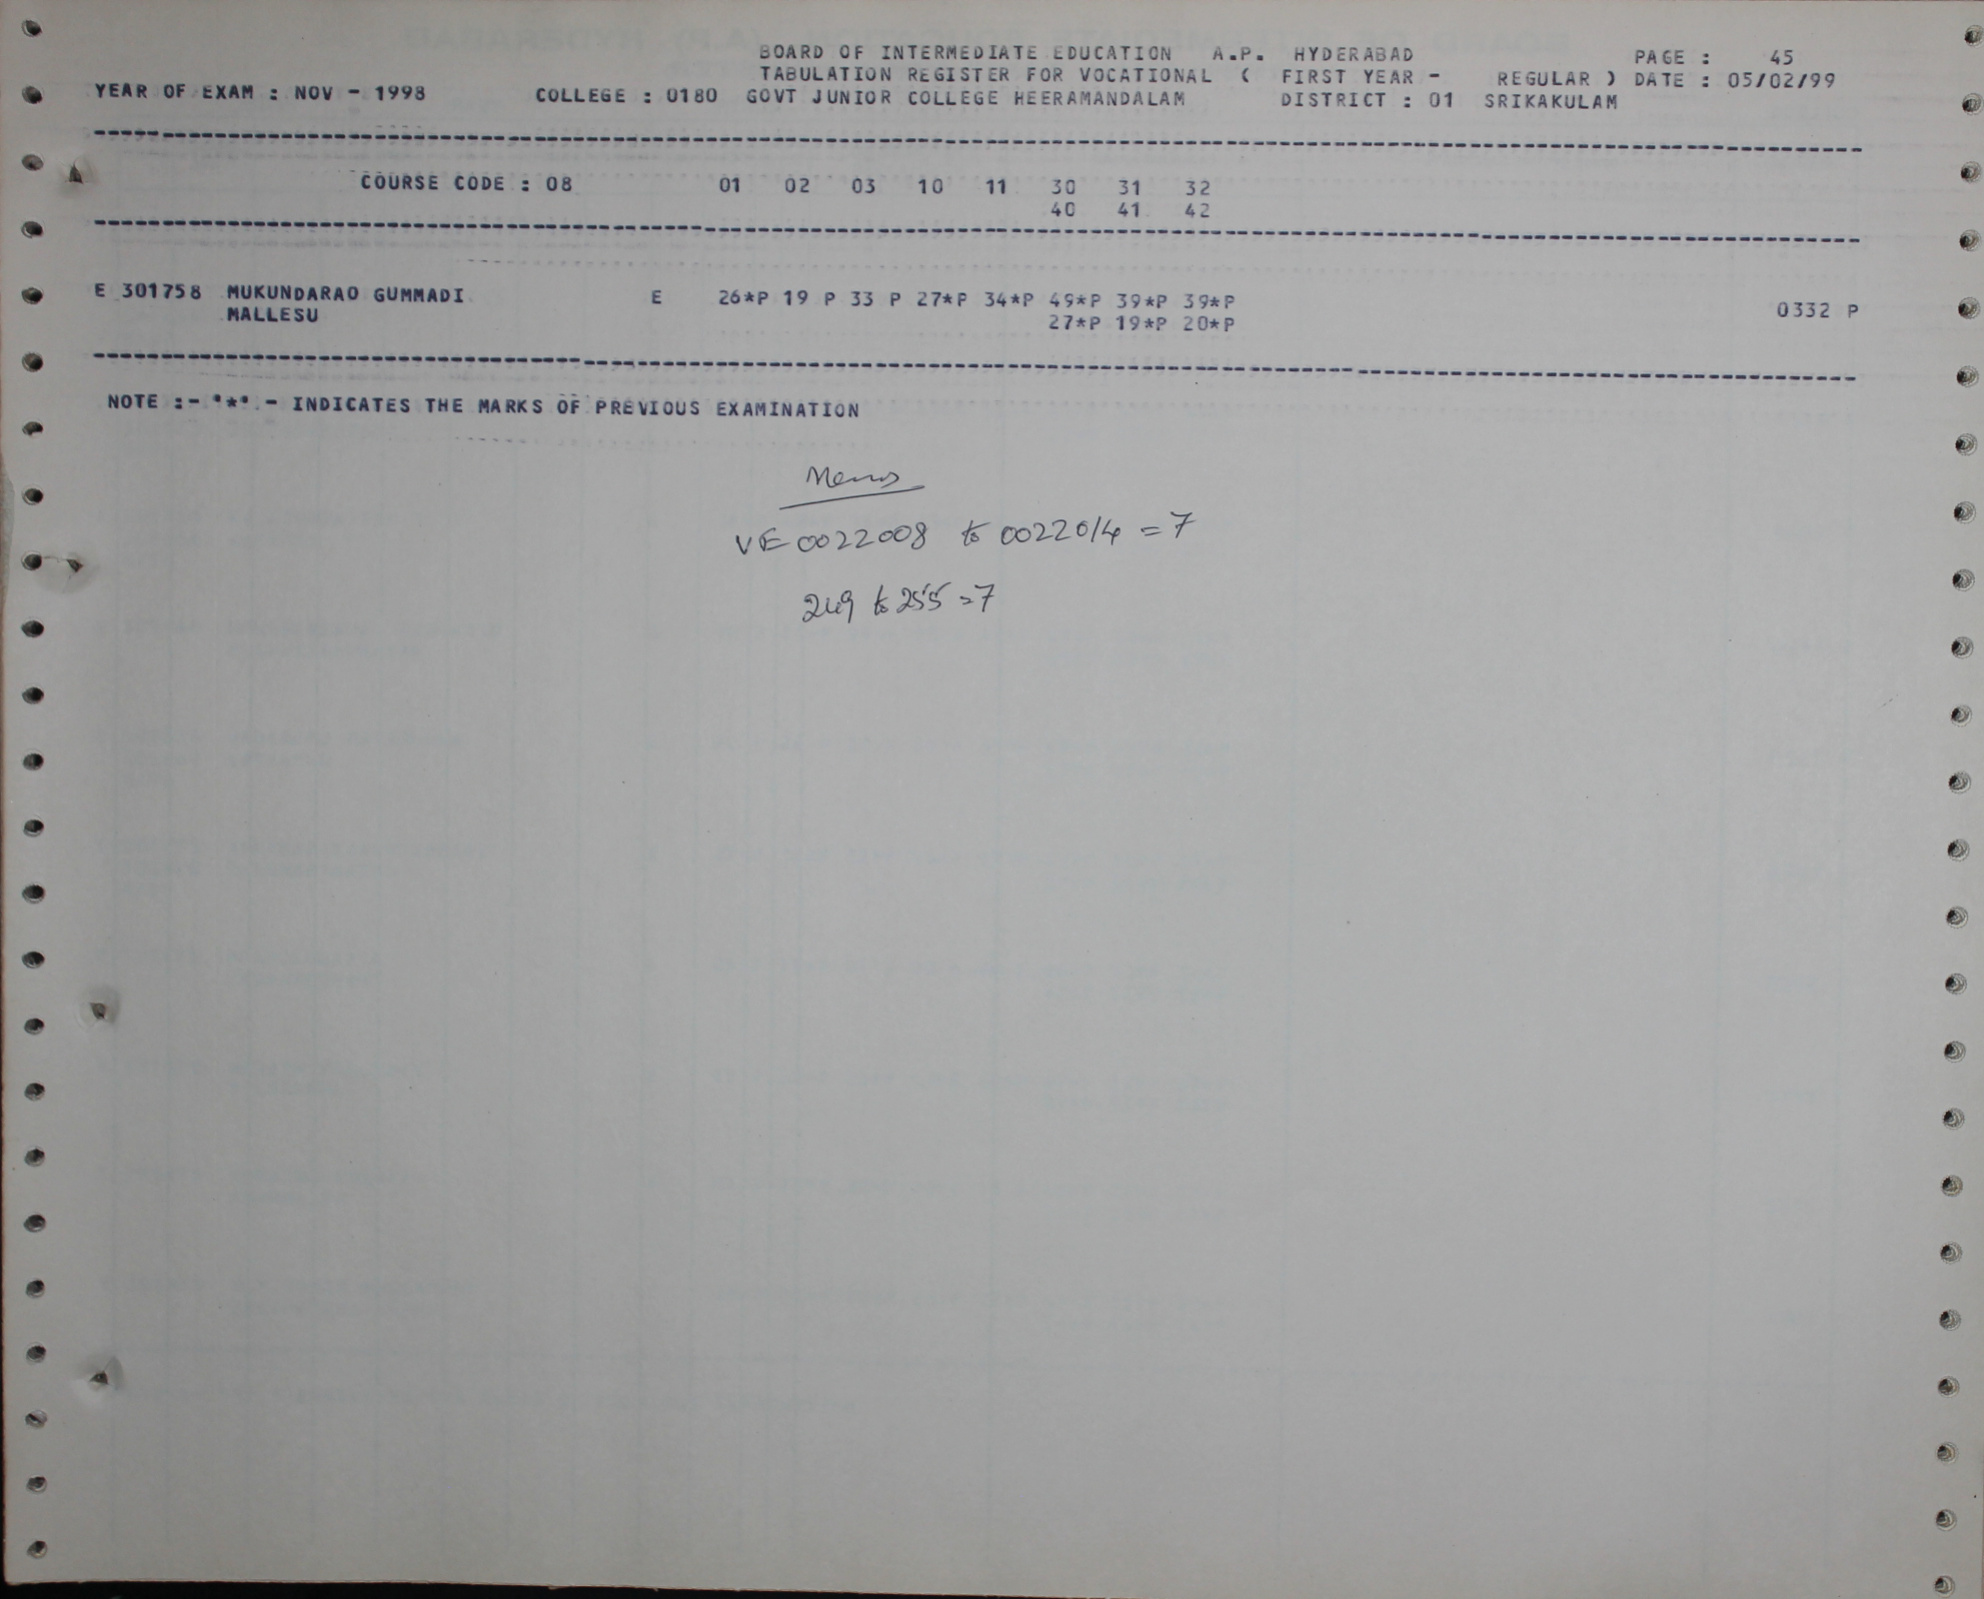 BOARD OF INTERMEDIATE EDUCATION A.P. HYDERABAD PAGE : 45
TABULATION REGISTER FOR VOCATIONAL ( FIRST YEAR - REGULAR ) DATE : 05/02/99
YEAR OF EXAM : NOV - 1998 COLLEGE : 0180 GOVT JUNIOR COLLEGE HEERAMANDALAM DISTRICT : 01 SRIKAKULAM
COURSE CODE : 08 01 02 03 10 11 30 31 32
40 41 42
E 301758 MUKUNDARAO GUMMADI E 26*P 19 P 33 P 27*P 34*P 49*P 39*P 39*P 0332 P
MALLESU 27*P 19*P 20*P
NOTE :- "*" - INDICATES THE MARKS OF PREVIOUS EXAMINATION
Memos
VE 0022008 to 0022014 = 7
249 to 255 = 7